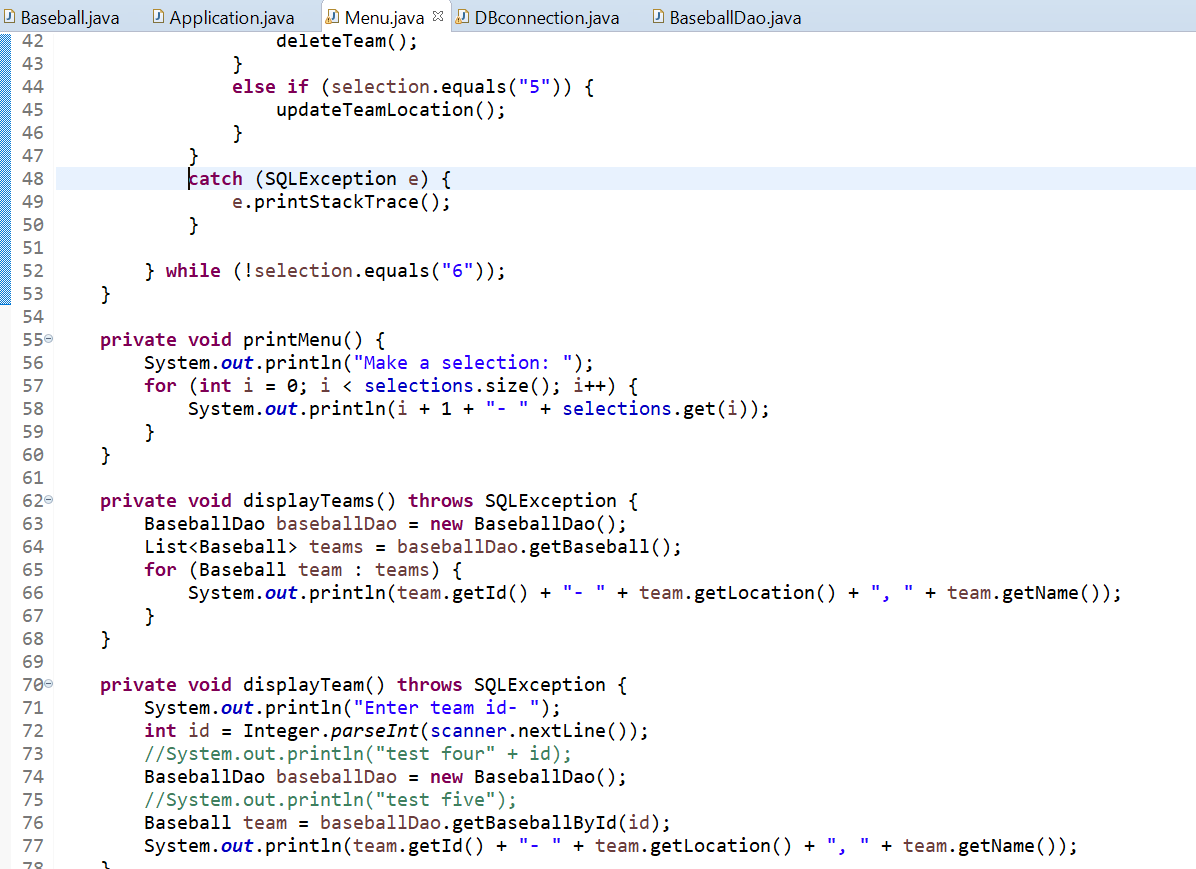 Baseball.java Application.java Menu.java DBconnection.java BaseballDao.java
42 deleteTeam();
43 }
44 else if (selection.equals("5")) {
45 updateTeamLocation();
46 }
47 }
48 catch (SQLException e) {
49 e.printStackTrace();
50 }
51
52 } while (!selection.equals("6"));
53 }
54
55 private void printMenu() {
56 System.out.println("Make a selection: ");
57 for (int i = 0; i < selections.size(); i++) {
58 System.out.println(i + 1 + "- " + selections.get(i));
59 }
60 }
61
62 private void displayTeams() throws SQLException {
63 BaseballDao baseballDao = new BaseballDao();
64 List<Baseball> teams = baseballDao.getBaseball();
65 for (Baseball team : teams) {
66 System.out.println(team.getId() + "- " + team.getLocation() + ", " + team.getName());
67 }
68 }
69
70 private void displayTeam() throws SQLException {
71 System.out.println("Enter team id- ");
72 int id = Integer.parseInt(scanner.nextLine());
73 //System.out.println("test four" + id);
74 BaseballDao baseballDao = new BaseballDao();
75 //System.out.println("test five");
76 Baseball team = baseballDao.getBaseballById(id);
77 System.out.println(team.getId() + "- " + team.getLocation() + ", " + team.getName());
78 }